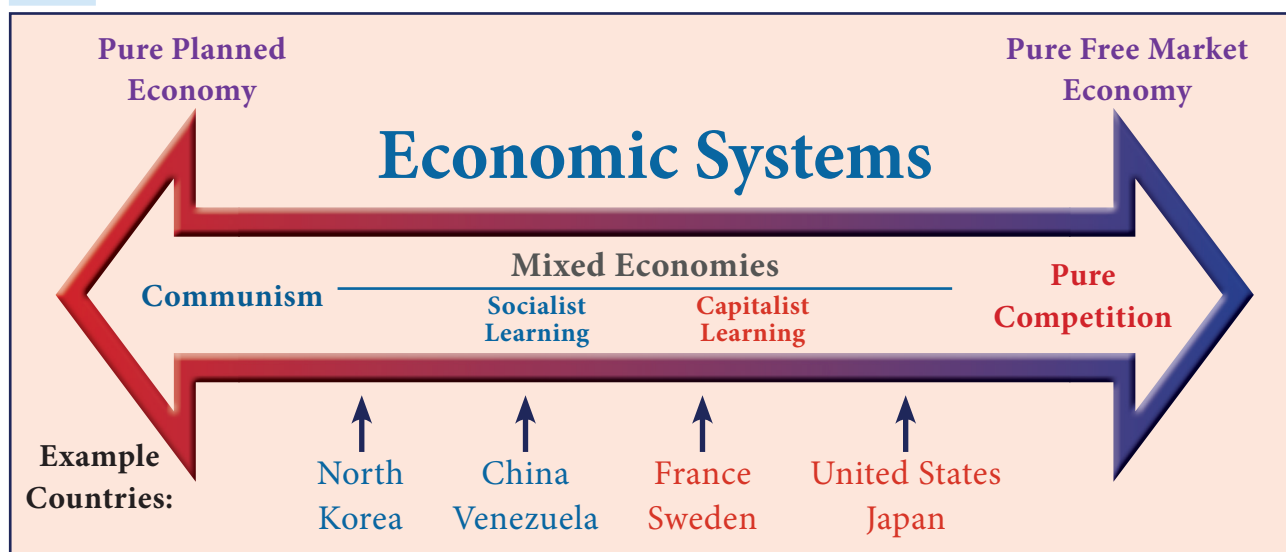 Pure Planned
Economy
Pure Free Market
Economy
Economic Systems
Mixed Economies
Communism
Socialist
Learning
Capitalist
Learning
Pure
Competition
Example
Countries:
North
Korea
China
Venezuela
France
Sweden
United States
Japan